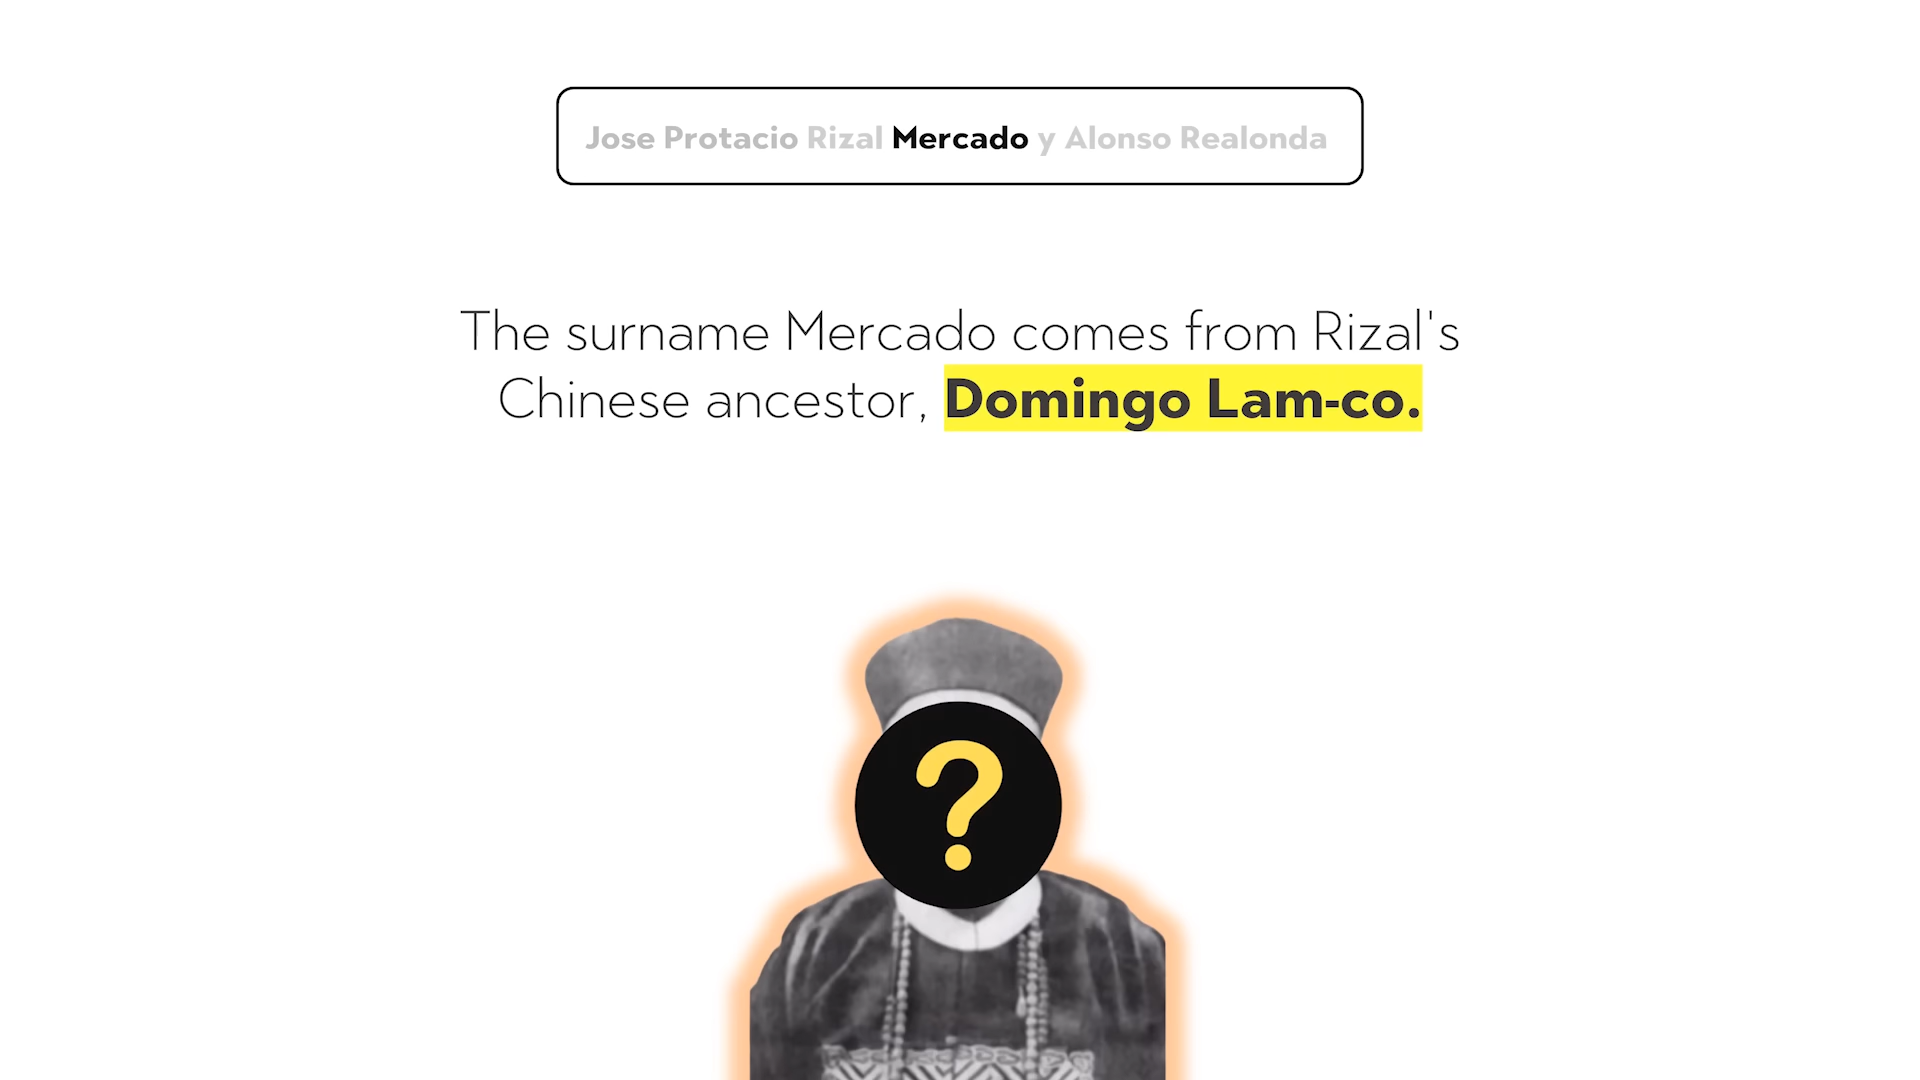 Jose Protacio Rizal Mercado y Alonso Realonda
The surname Mercado comes from Rizal's
Chinese ancestor, Domingo Lam-co.
?